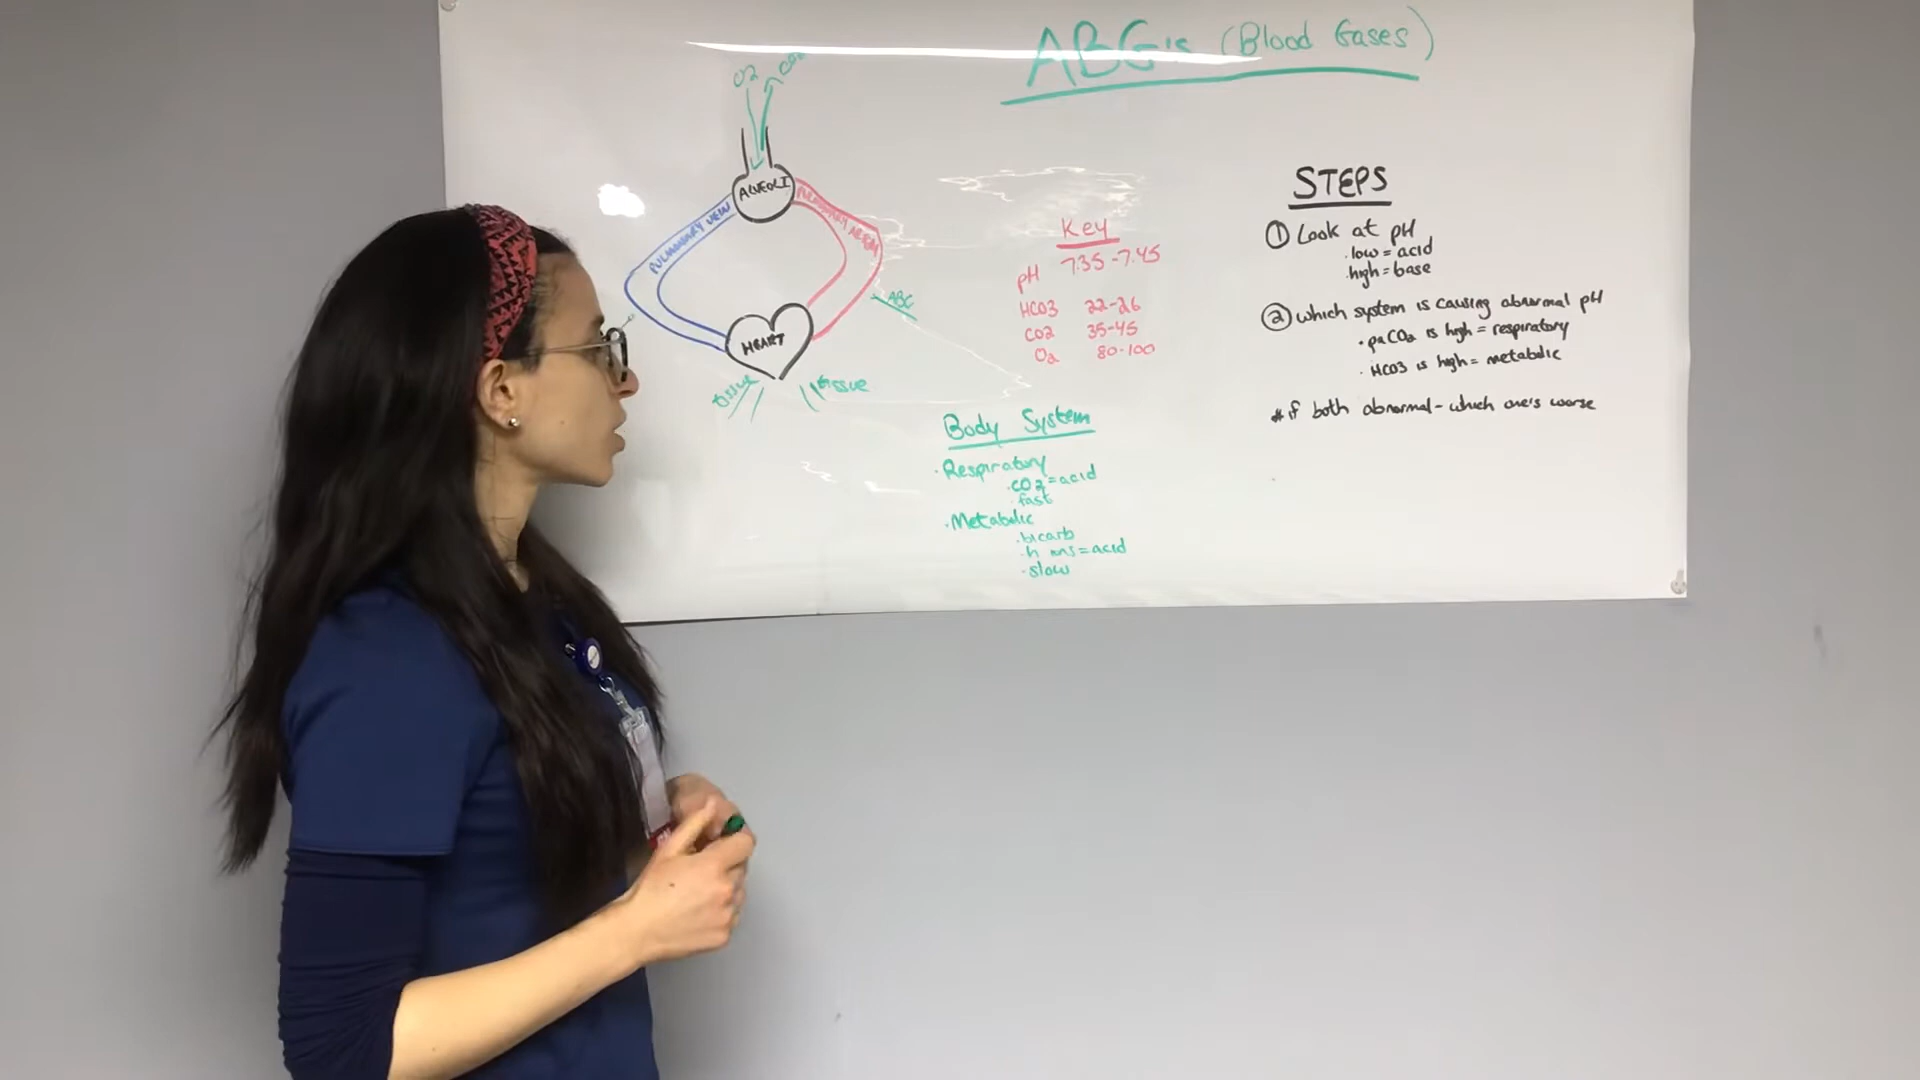 ABG's (Blood Gases)
O2
CO2
ALVEOLI
PULMONARY VEIN
PULMONARY
ABG
HEART
tissue
tissue
Key
pH 7.35-7.45
HCO3 22-26
CO2 35-45
O2 80-100
Body System
·Respiratory
·CO2=acid
·fast
·Metabolic
·bicarb
·h ions=acid
·slow
STEPS
① Look at pH
·low=acid
·high=base
② which system is causing abnormal pH
·paCO2 is high=respiratory
·HCO3 is high=metabolic
*if both abnormal-which one's worse